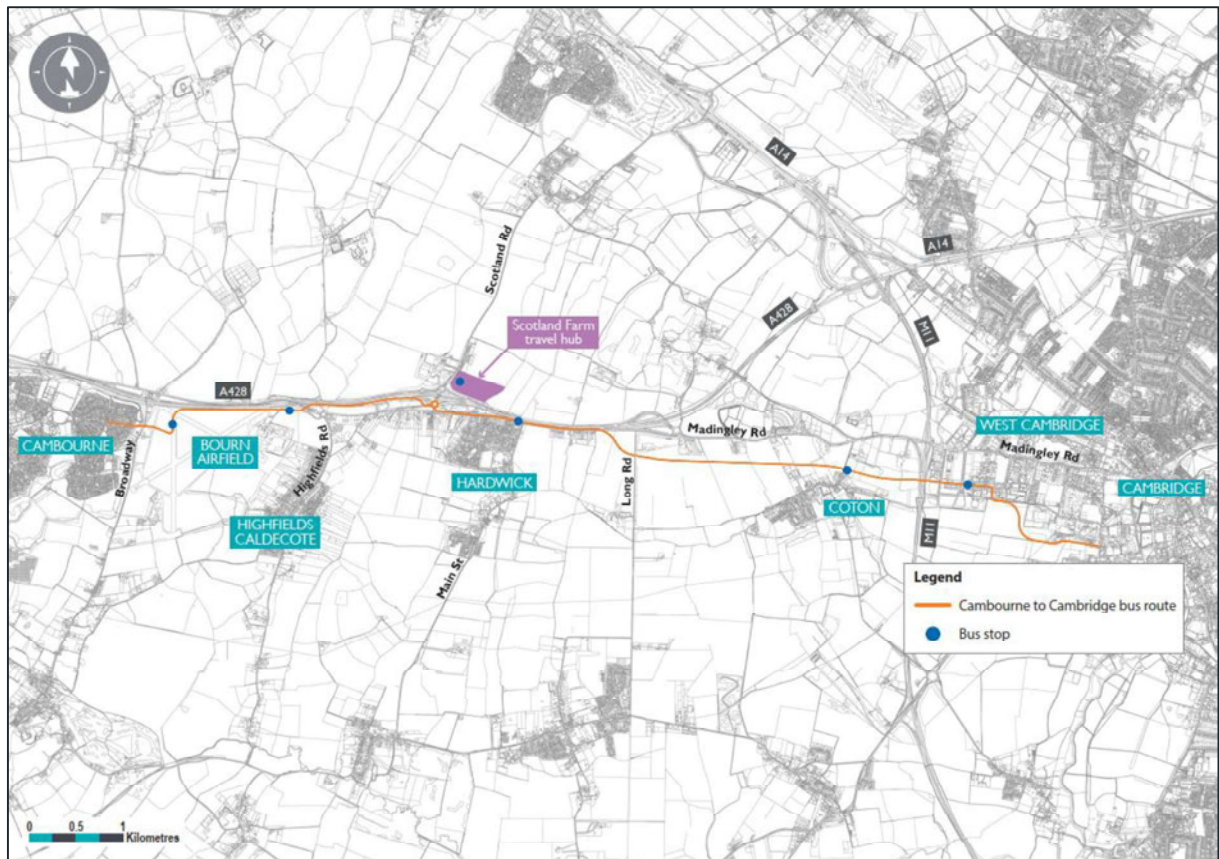 N
A14
A14
Scotland Rd
Scotland Farm
travel hub
A428
A428
M11
CAMBOURNE
Broadway
BOURN
AIRFIELD
Highfields Rd
HIGHFIELDS
CALDECOTE
HARDWICK
Main St
Long Rd
Madingley Rd
WEST CAMBRIDGE
Madingley Rd
CAMBRIDGE
COTON
M11
Legend
Cambourne to Cambridge bus route
Bus stop
0 0.5 1
Kilometres